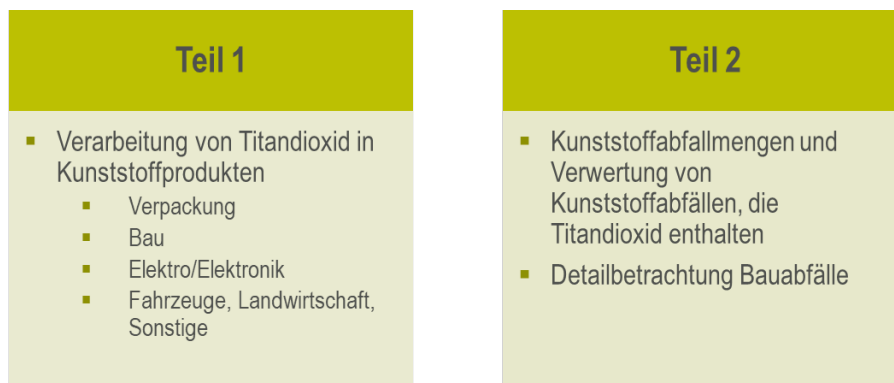 Teil 1
▪ Verarbeitung von Titandioxid in
Kunststoffprodukten
▪ Verpackung
▪ Bau
▪ Elektro/Elektronik
▪ Fahrzeuge, Landwirtschaft,
Sonstige
Teil 2
▪ Kunststoffabfallmengen und
Verwertung von
Kunststoffabfällen, die
Titandioxid enthalten
▪ Detailbetrachtung Bauabfälle